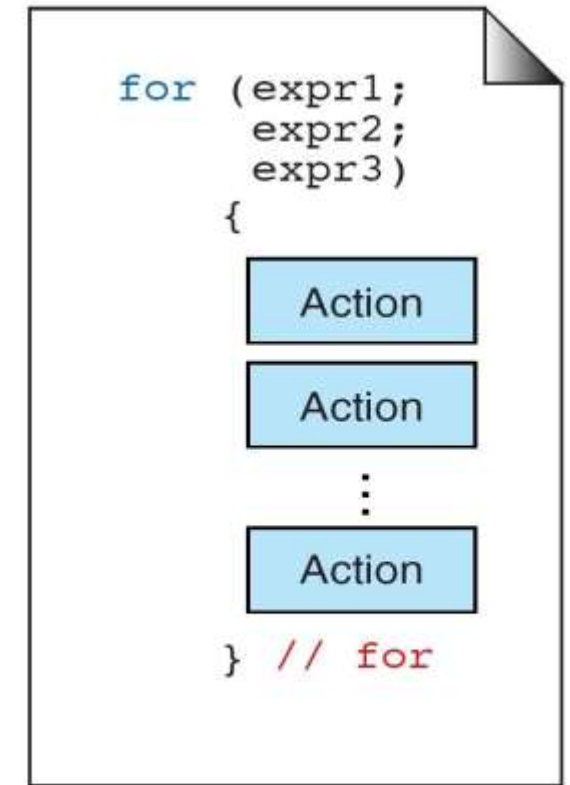 for (expr1;
expr2;
expr3)
{
Action
Action
⋮
Action
} // for